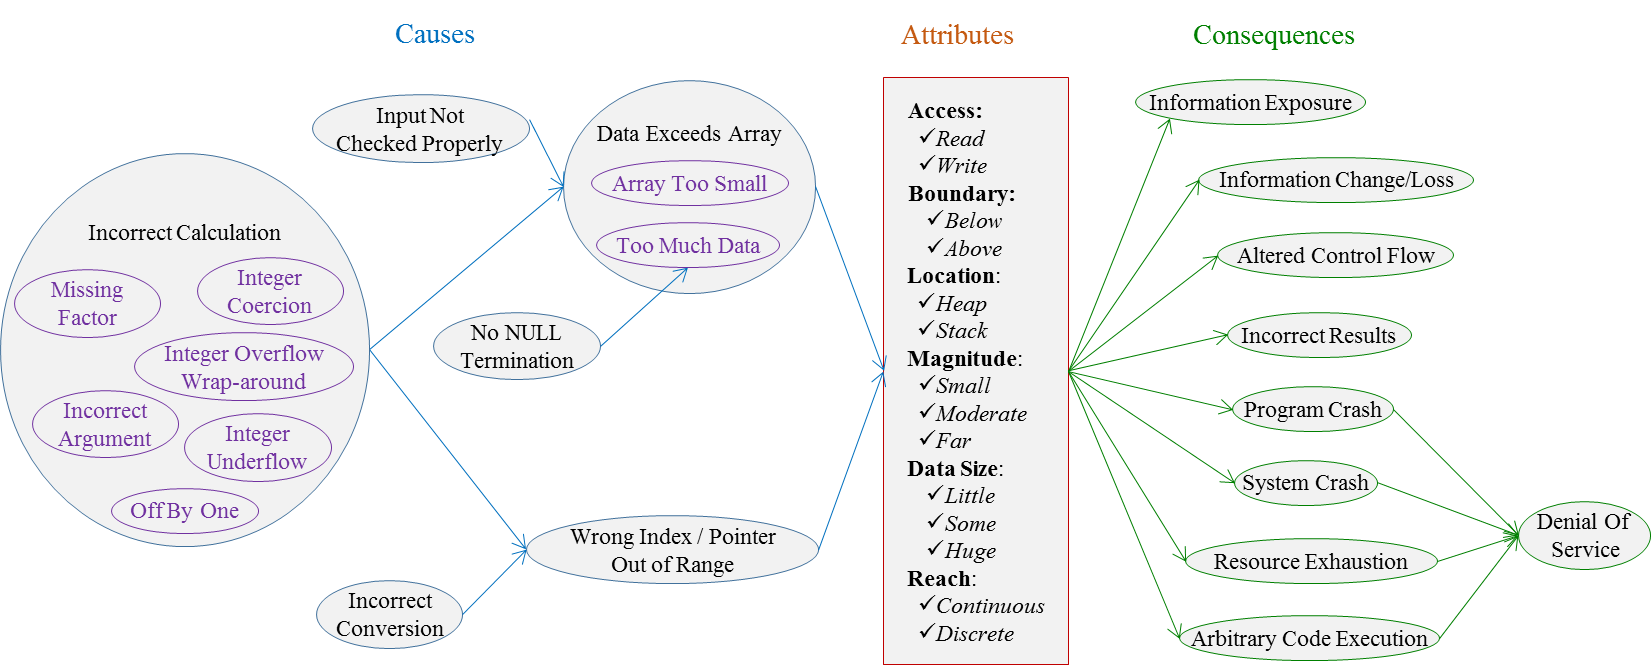 Causes
Attributes
Consequences
Input Not
Checked Properly
Data Exceeds Array
Array Too Small
Too Much Data
Incorrect Calculation
Missing
Factor
Integer
Coercion
Integer Overflow
Wrap-around
Incorrect
Argument
Integer
Underflow
Off By One
No NULL
Termination
Wrong Index / Pointer
Out of Range
Incorrect
Conversion
Access:
✓Read
✓Write
Boundary:
✓Below
✓Above
Location:
✓Heap
✓Stack
Magnitude:
✓Small
✓Moderate
✓Far
Data Size:
✓Little
✓Some
✓Huge
Reach:
✓Continuous
✓Discrete
Information Exposure
Information Change/Loss
Altered Control Flow
Incorrect Results
Program Crash
System Crash
Resource Exhaustion
Arbitrary Code Execution
Denial Of
Service